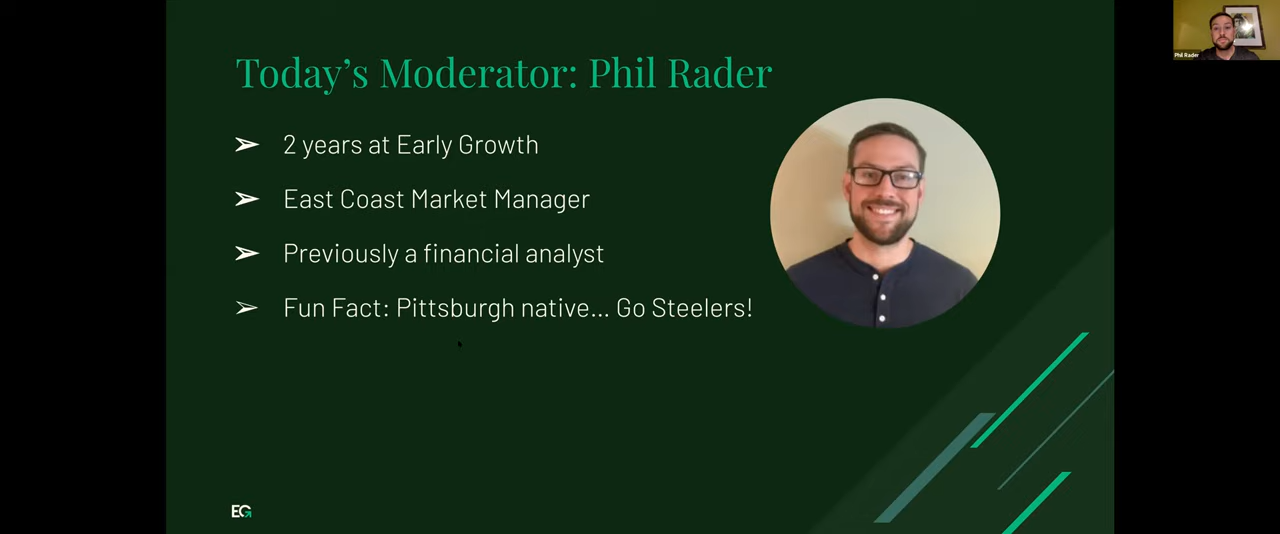 Today’s Moderator: Phil Rader
➢ 2 years at Early Growth
➢ East Coast Market Manager
➢ Previously a financial analyst
➢ Fun Fact: Pittsburgh native... Go Steelers!
EG
Phil Rader